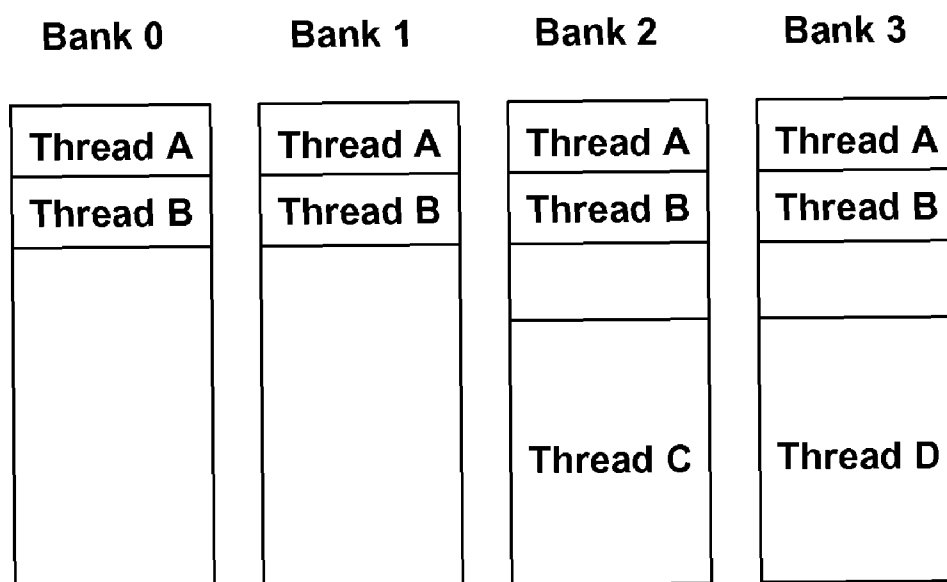 Bank 0 Bank 1 Bank 2 Bank 3
Thread A Thread A Thread A Thread A
Thread B Thread B Thread B Thread B
Thread C Thread D